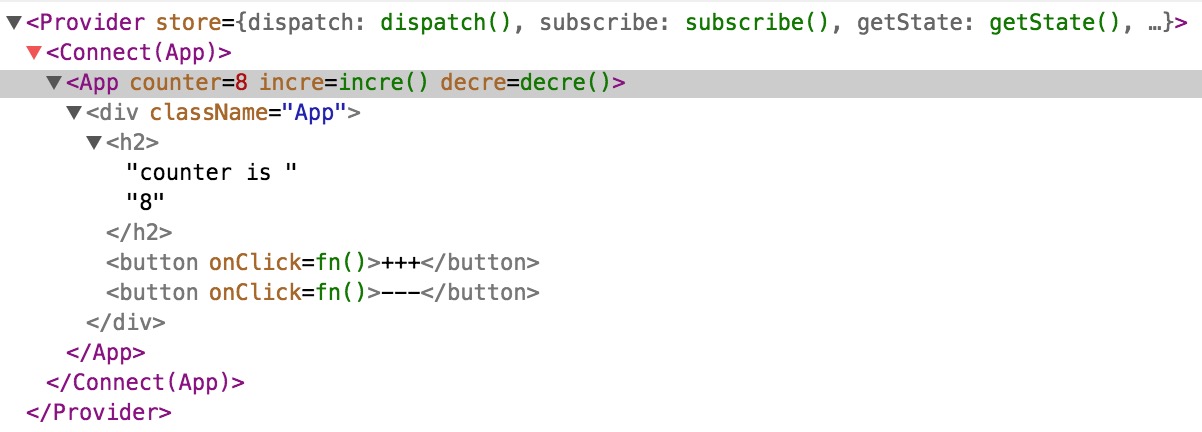 ▼<Provider store={dispatch: dispatch(), subscribe: subscribe(), getState: getState(), …}>
▼<Connect(App)>
▼<App counter=8 incre=incre() decre=decre()>
▼<div className="App">
▼<h2>
"counter is "
"8"
</h2>
<button onClick=fn()>+++</button>
<button onClick=fn()>---</button>
</div>
</App>
</Connect(App)>
</Provider>